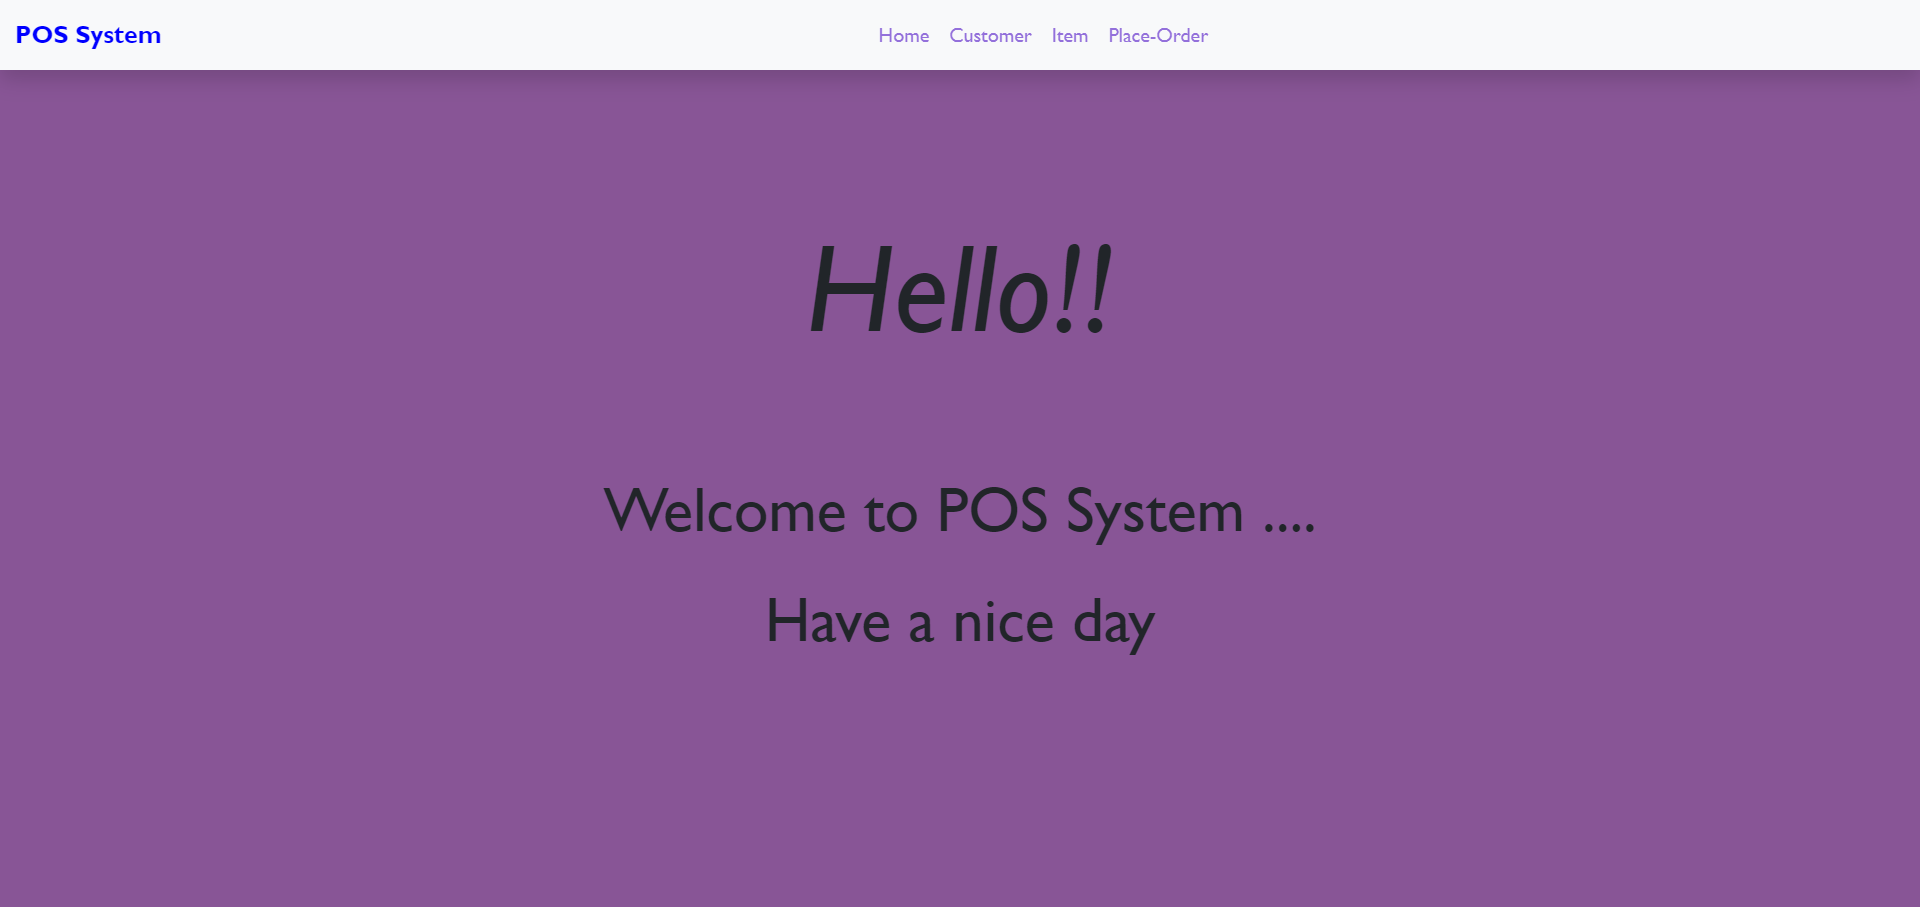 POS System
Home Customer Item Place-Order
Hello!!
Welcome to POS System ....
Have a nice day